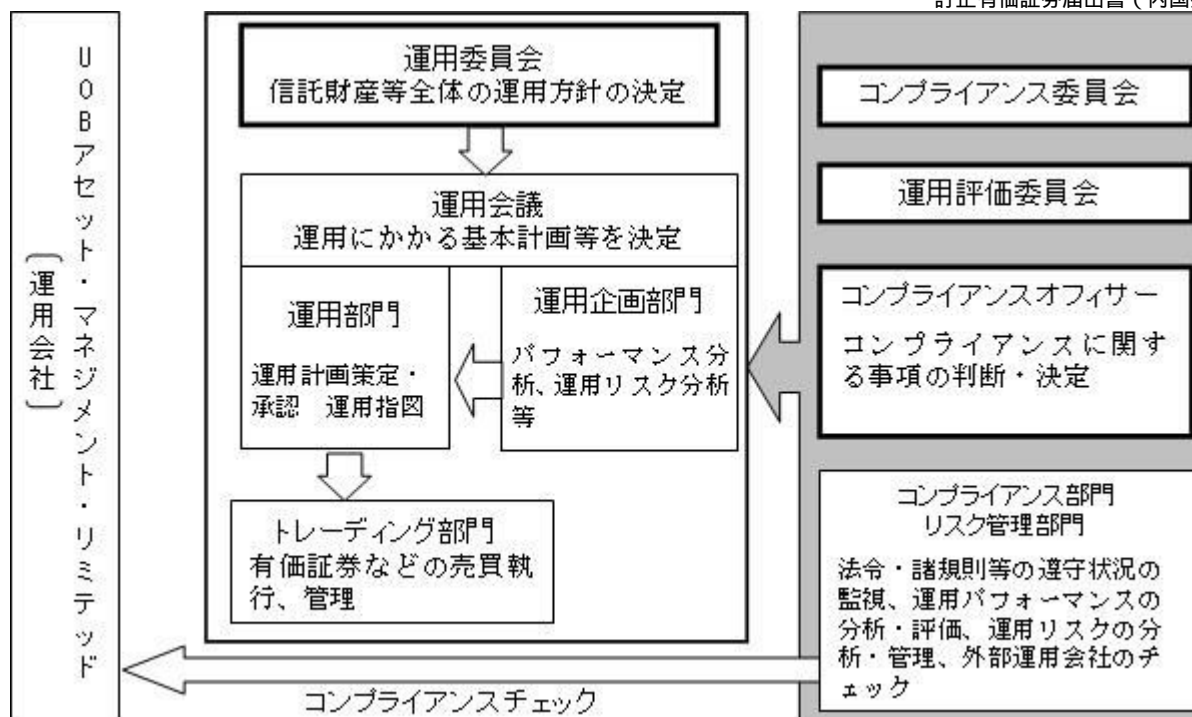 訂正有価証券届出書（内国
UOBアセット・マネジメント・リミテッド
〔運用会社〕
運用委員会
信託財産等全体の運用方針の決定
運用会議
運用にかかる基本計画等を決定
運用部門
運用計画策定・
承認　運用指図
運用企画部門
パフォーマンス分
析、運用リスク分析
等
トレーディング部門
有価証券などの売買執
行、管理
コンプライアンス委員会
運用評価委員会
コンプライアンスオフィサー
コンプライアンスに関す
る事項の判断・決定
コンプライアンス部門
リスク管理部門
法令・諸規則等の遵守状況の
監視、運用パフォーマンスの
分析・評価、運用リスクの分
析・管理、外部運用会社のチ
ェック
コンプライアンスチェック